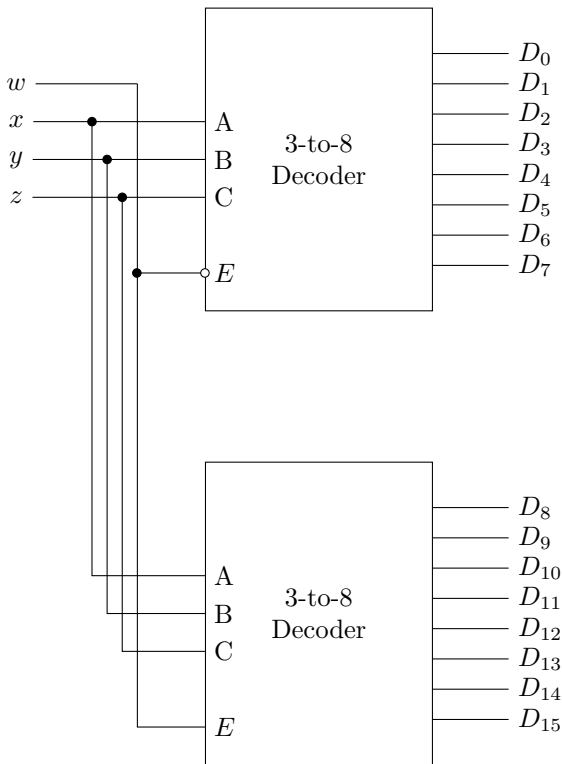 D₀
w
D₁
D₂
x
A
3-to-8
D₃
y
B
Decoder
D₄
z
C
D₅
D₆
E
D₇
D₈
D₉
D₁₀
A
3-to-8
D₁₁
B
Decoder
D₁₂
C
D₁₃
D₁₄
E
D₁₅